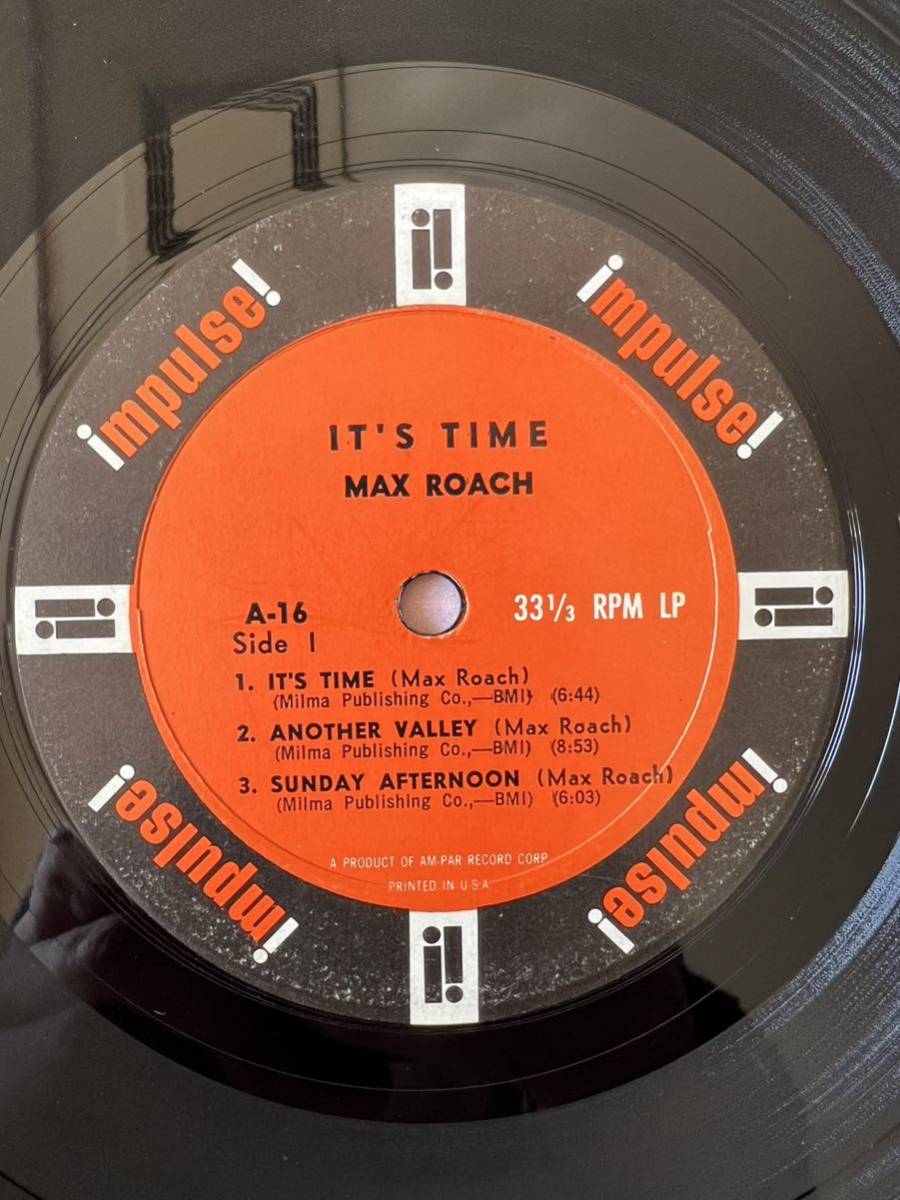 impulse!
impulse!
IT'S TIME
MAX ROACH
A-16
33 1/3 RPM LP
Side 1
1. IT'S TIME (Max Roach)
(Milma Publishing Co.,—BMI) (6:44)
2. ANOTHER VALLEY (Max Roach)
(Milma Publishing Co.,—BMI) (8:53)
3. SUNDAY AFTERNOON (Max Roach)
(Milma Publishing Co.,—BMI) (6:03)
A PRODUCT OF AM-PAR RECORD CORP
PRINTED IN U.S.A.
impulse!
impulse!